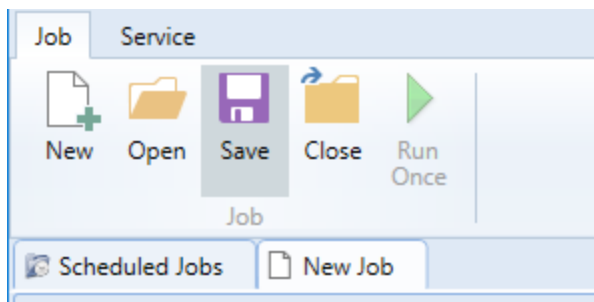 Job Service
New Open Save Close Run
Once
Job
Scheduled Jobs New Job